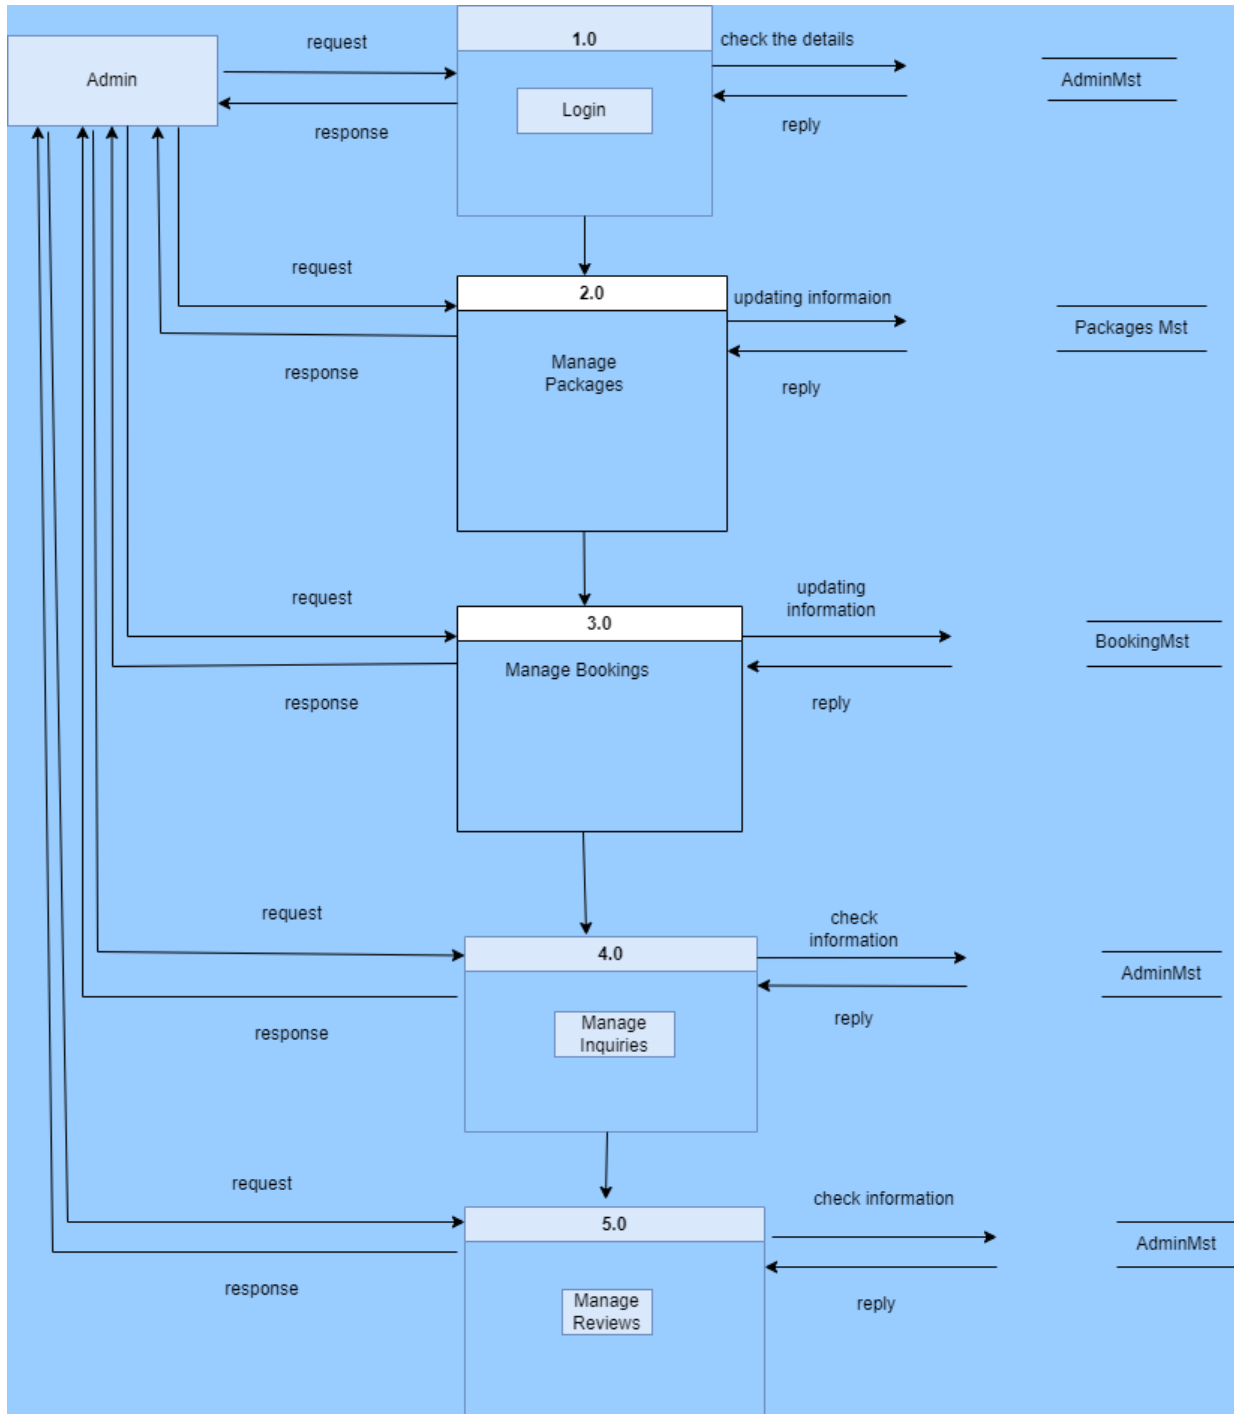 request
1.0
check the details
Admin
Login
AdminMst
response
reply
request
2.0
updating informaion
Manage
Packages
Packages Mst
response
reply
request
3.0
updating
information
Manage Bookings
BookingMst
response
reply
request
4.0
check
information
AdminMst
Manage
Inquiries
response
reply
request
5.0
check information
AdminMst
response
Manage
Reviews
reply